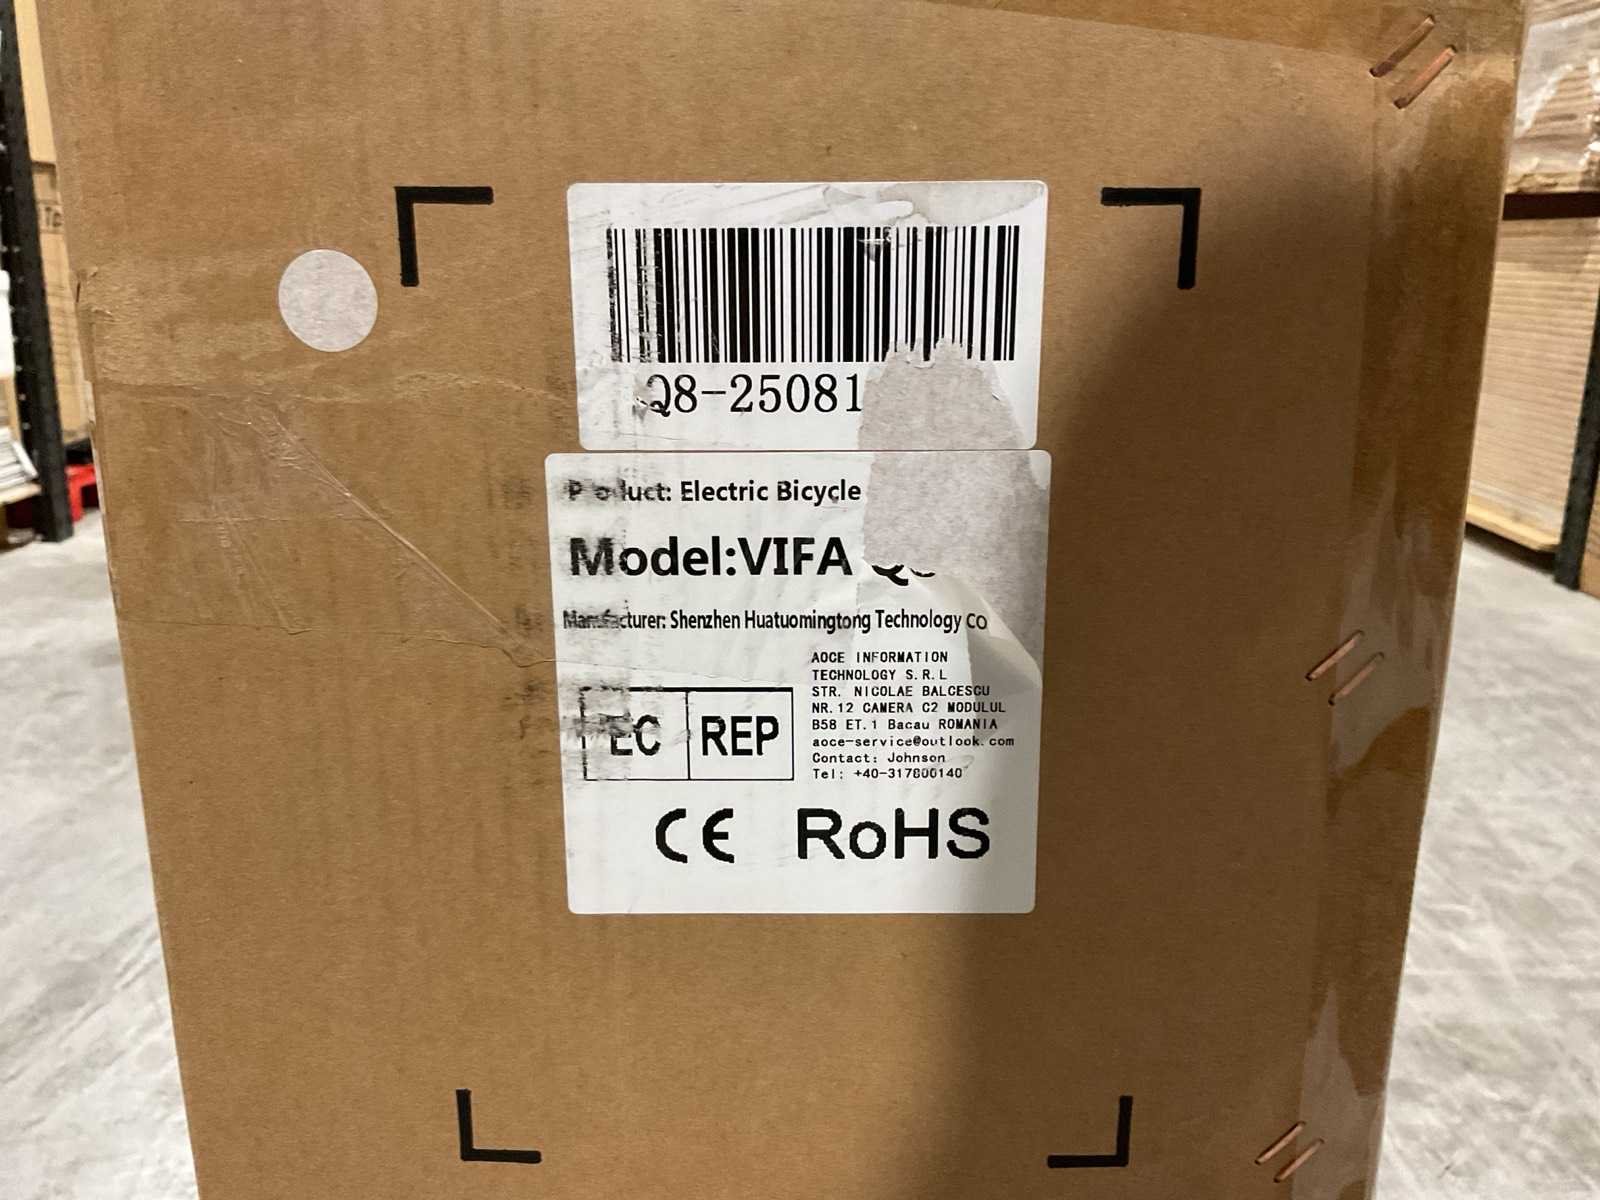 Q8-25081
Product: Electric Bicycle
Model:VIFA
Manufacturer: Shenzhen Huatuomingtong Technology Co
AOCE INFORMATION
TECHNOLOGY S.R.L
STR. NICOLAE BALCESCU
NR.12 CAMERA C2 MODULUL
B58 ET.1 Bacau ROMANIA
aoce-service@outlook.com
Contact: Johnson
Tel: +40-317800140
EC REP
CE RoHS